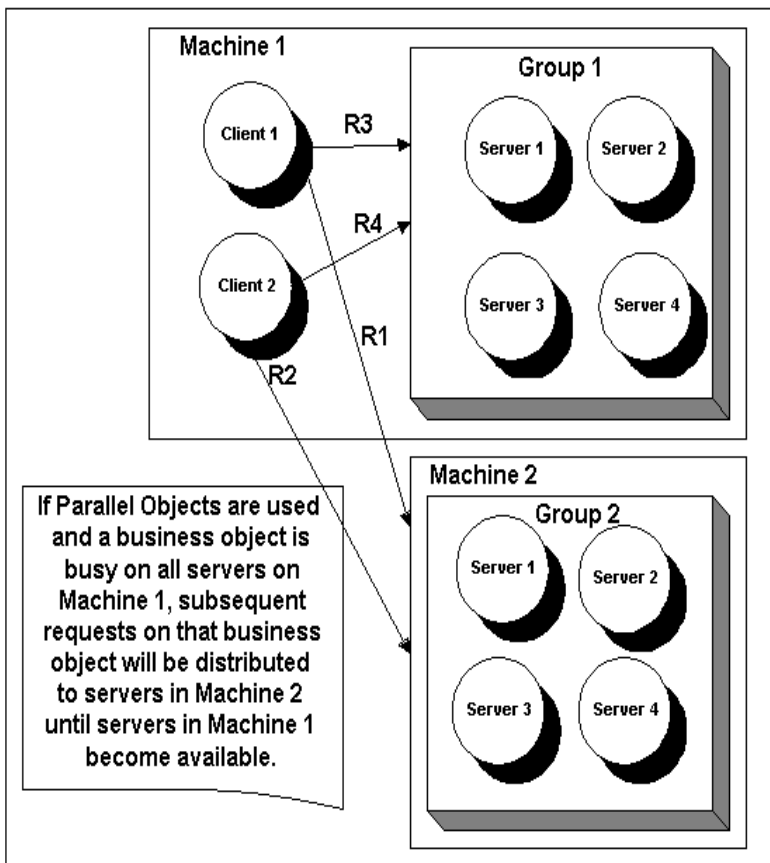 Machine 1
Group 1
Client 1
R3
Server 1
Server 2
R4
Client 2
Server 3
Server 4
R1
R2
Machine 2
Group 2
Server 1
Server 2
Server 3
Server 4
If Parallel Objects are used
and a business object is
busy on all servers on
Machine 1, subsequent
requests on that business
object will be distributed
to servers in Machine 2
until servers in Machine 1
become available.